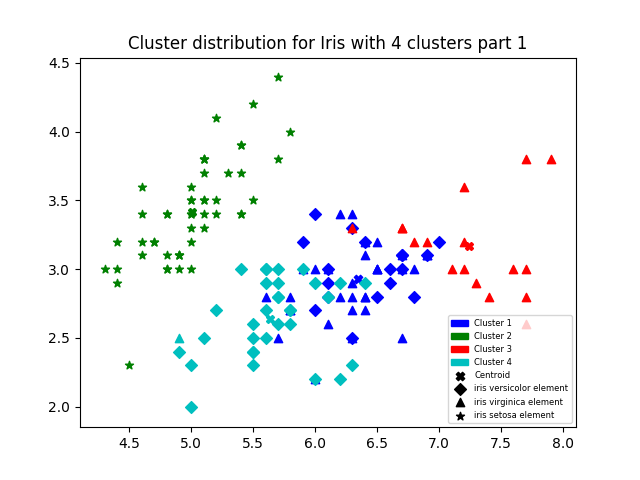 Cluster distribution for Iris with 4 clusters part 1
4.5
4.0
3.5
3.0
2.5
2.0
Cluster 1
Cluster 2
Cluster 3
Cluster 4
Centroid
iris versicolor element
iris virginica element
iris setosa element
4.5 5.0 5.5 6.0 6.5 7.0 7.5 8.0